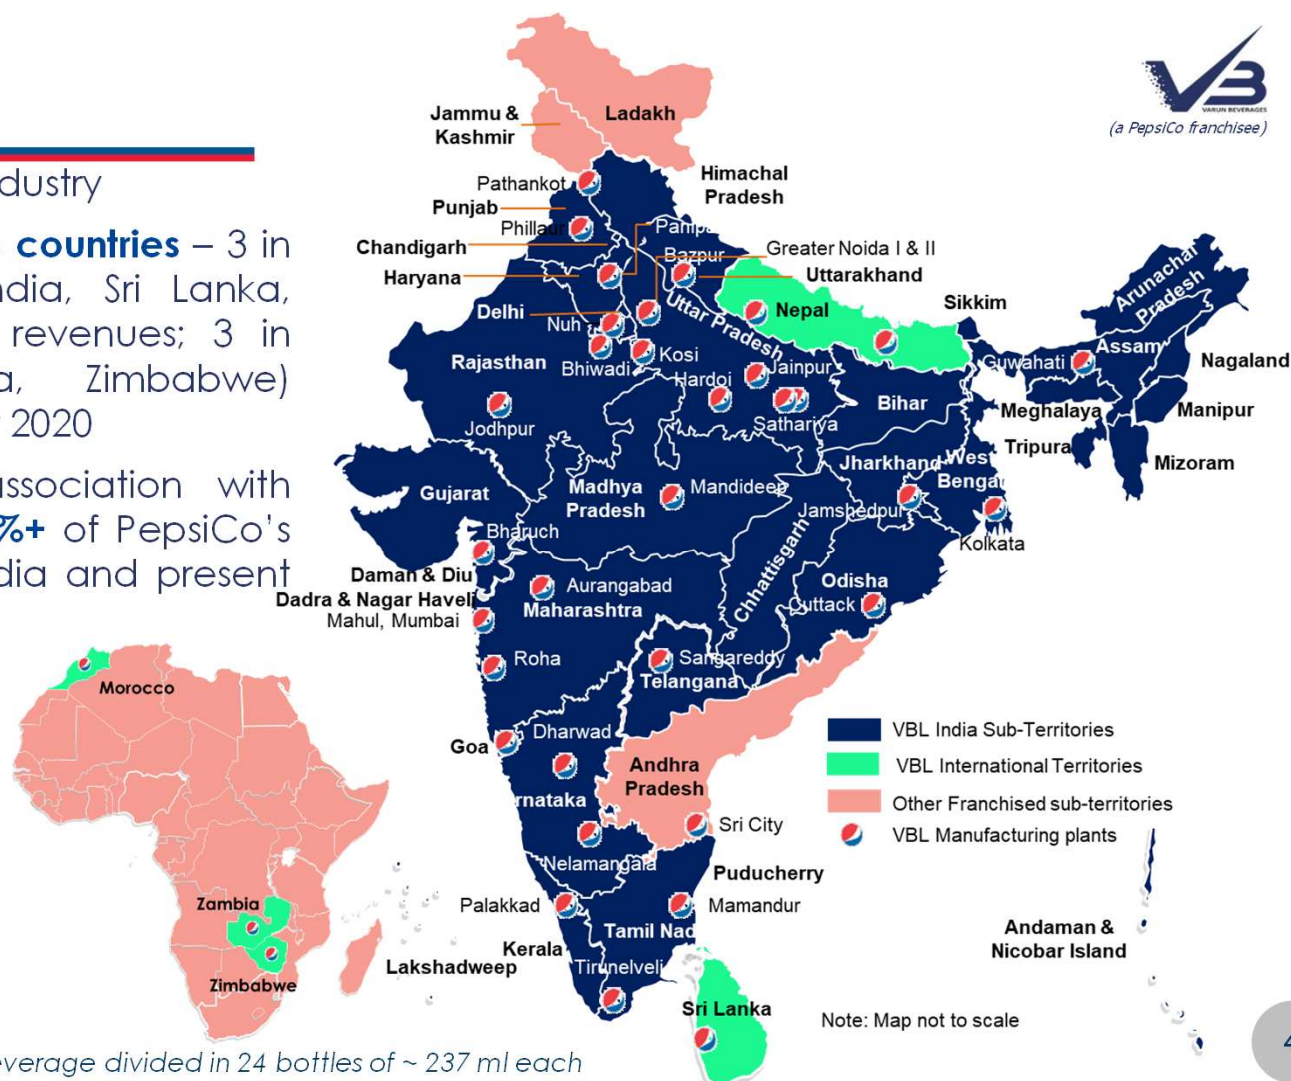 VB
VARUN BEVERAGES
(a PepsiCo franchisee)
dustry
countries – 3 in
ndia, Sri Lanka,
revenues; 3 in
a, Zimbabwe)
2020
association with
%+ of PepsiCo's
dia and present
Jammu &
Kashmir
Ladakh
Himachal
Pradesh
Pathankot
Punjab
Phillaur
Chandigarh
Haryana
Panipa
Bazpur
Greater Noida I & II
Uttarakhand
Delhi
Nuh
Uttar Pradesh
Nepal
Sikkim
Arunachar
Pradesh
Rajasthan
Bhiwadi
Kosi
Hardoi
Jainpur
Guwahati
Assam
Nagaland
Jodhpur
Sathariya
Bihar
Meghalaya
Manipur
Tripura
Mizoram
Gujarat
Madhya
Pradesh
Mandideep
Jharkhand
West
Bengal
Jamshedpur
Kolkata
Bharuch
Daman & Diu
Dadra & Nagar Haveli
Mahul, Mumbai
Aurangabad
Maharashtra
Chhattisgarh
Odisha
Cuttack
Roha
Sangareddy
Telangana
Goa
Dharwad
rnataka
Andhra
Pradesh
Sri City
Nelamangala
Puducherry
Palakkad
Mamandur
Kerala
Tamil Nad
Lakshadweep
Tirunelveli
Sri Lanka
Andaman &
Nicobar Island
Morocco
Zambia
Zimbabwe
VBL India Sub-Territories
VBL International Territories
Other Franchised sub-territories
VBL Manufacturing plants
Note: Map not to scale
everage divided in 24 bottles of ~ 237 ml each
4